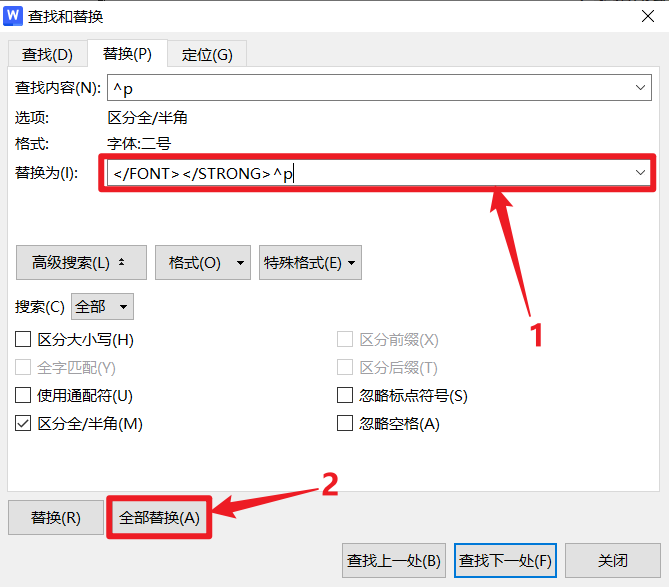 W 查找和替换
查找(D) 替换(P) 定位(G)
查找内容(N): ^p
选项: 区分全/半角
格式: 字体:二号
替换为(I): </FONT></STRONG>^p
1
高级搜索(L) 格式(O) 特殊格式(E)
搜索(C) 全部
区分大小写(H) 区分前缀(X)
全字匹配(Y) 区分后缀(T)
使用通配符(U) 忽略标点符号(S)
区分全/半角(M) 忽略空格(A)
2
替换(R) 全部替换(A)
查找上一处(B) 查找下一处(F) 关闭